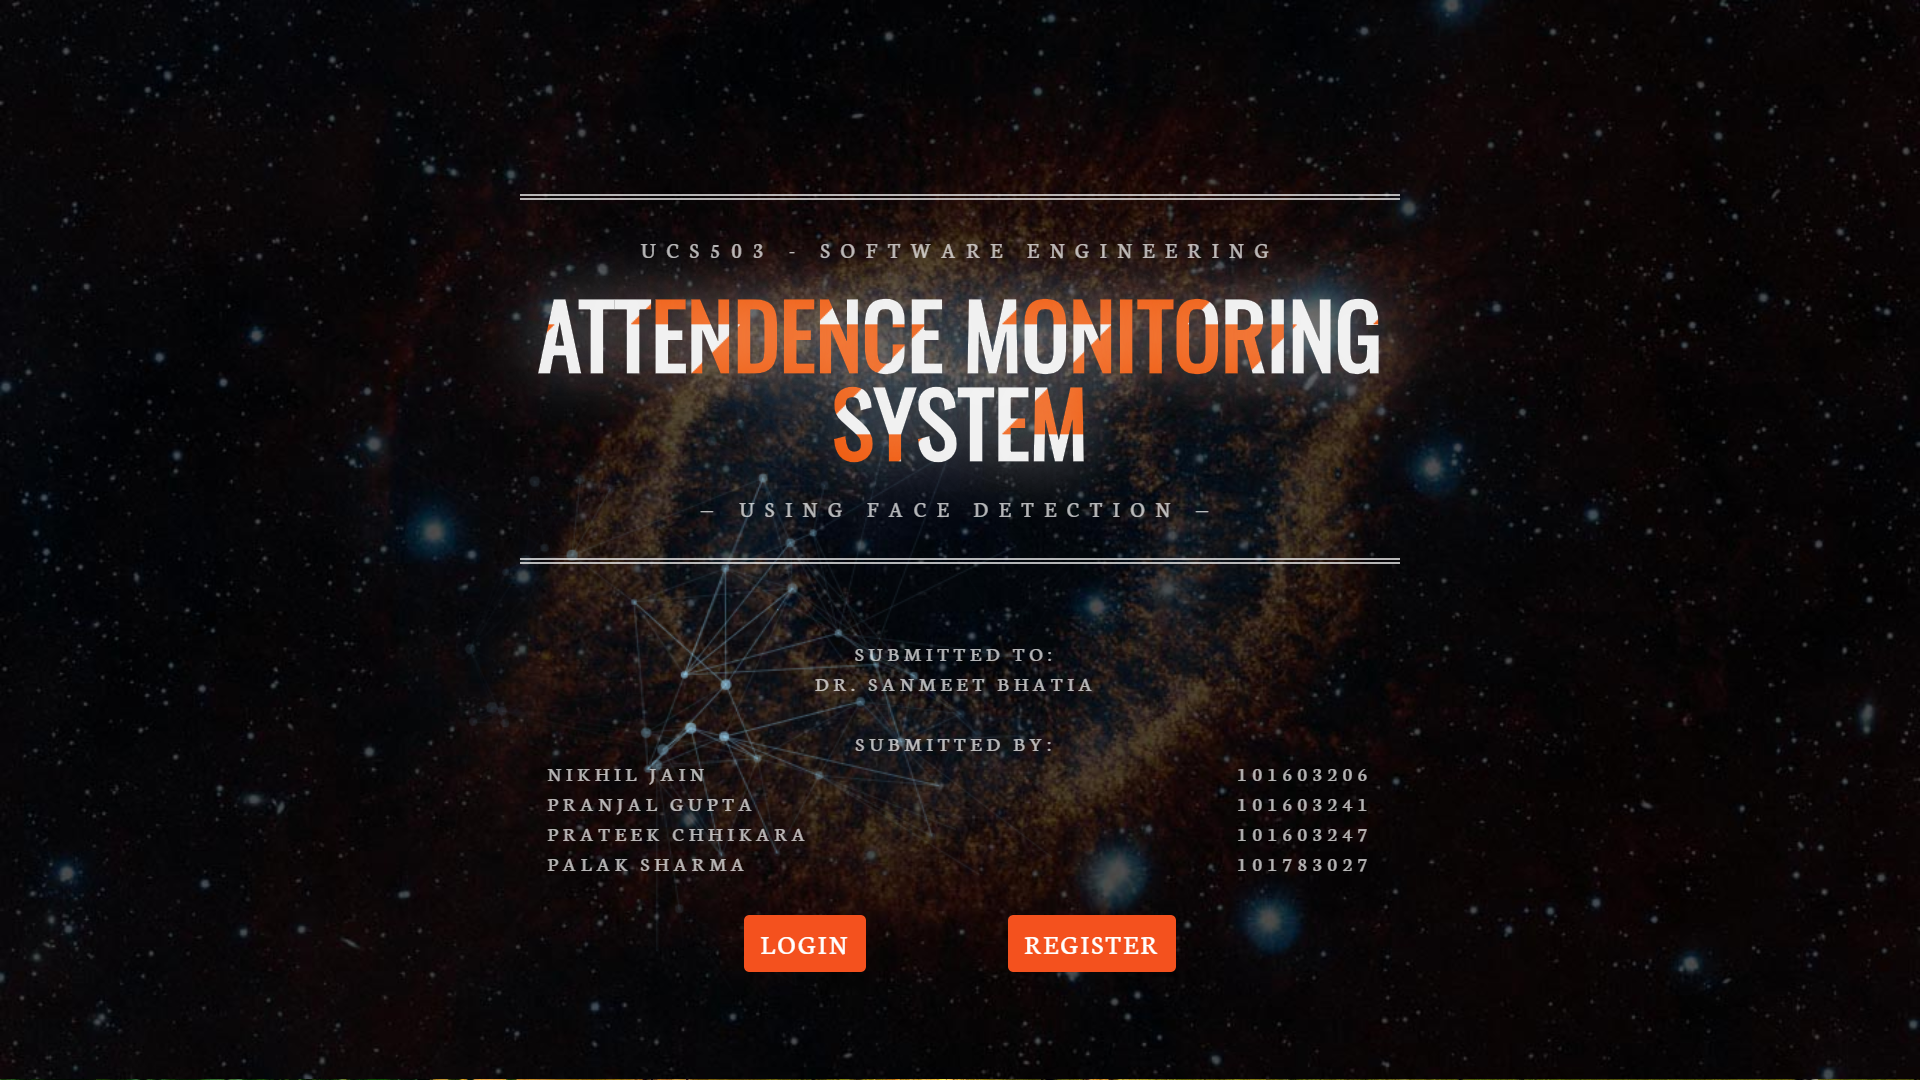 UCS503 - SOFTWARE ENGINEERING
ATTENDENCE MONITORING
SYSTEM
– USING FACE DETECTION –
SUBMITTED TO:
DR. SANMEET BHATIA
SUBMITTED BY:
NIKHIL JAIN 101603206
PRANJAL GUPTA 101603241
PRATEEK CHHIKARA 101603247
PALAK SHARMA 101783027
LOGIN REGISTER